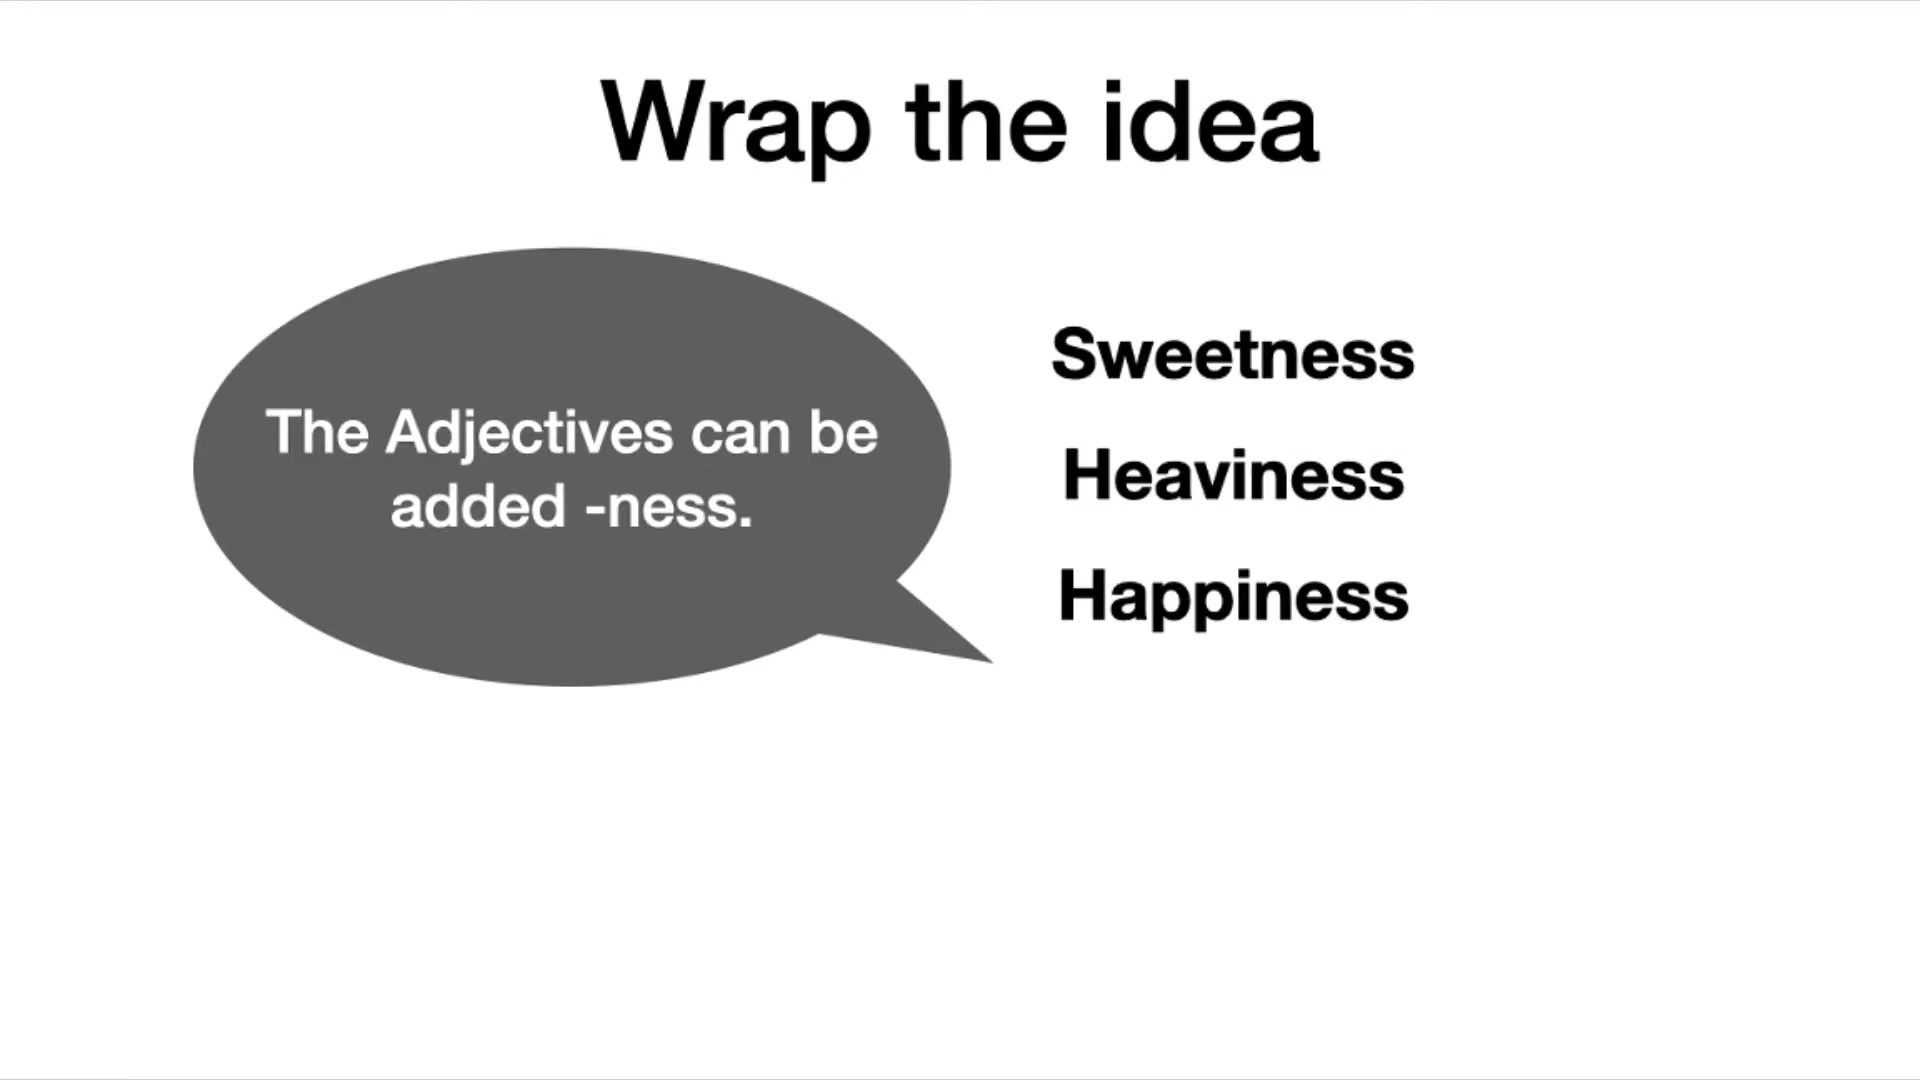 Wrap the idea
The Adjectives can be
added -ness.
Sweetness
Heaviness
Happiness